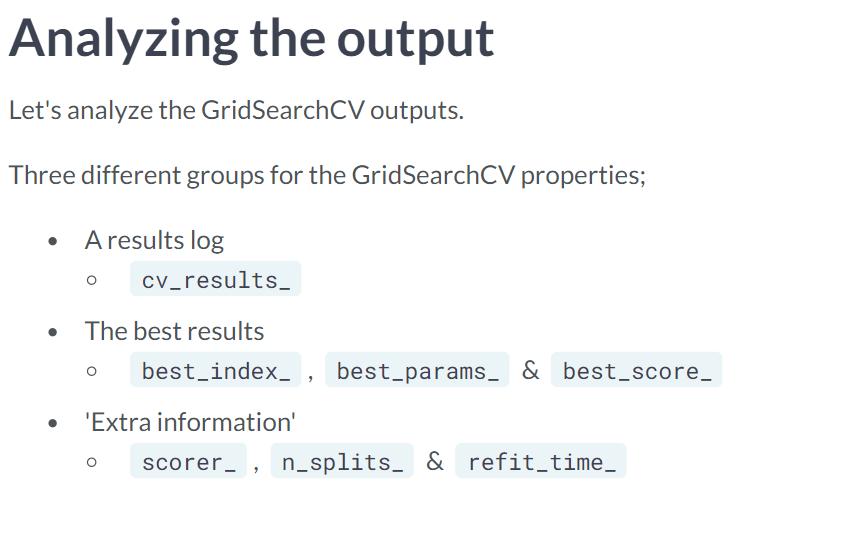 Analyzing the output
Let's analyze the GridSearchCV outputs.
Three different groups for the GridSearchCV properties;
• A results log
○ cv_results_
• The best results
○ best_index_ , best_params_ & best_score_
• 'Extra information'
○ scorer_ , n_splits_ & refit_time_